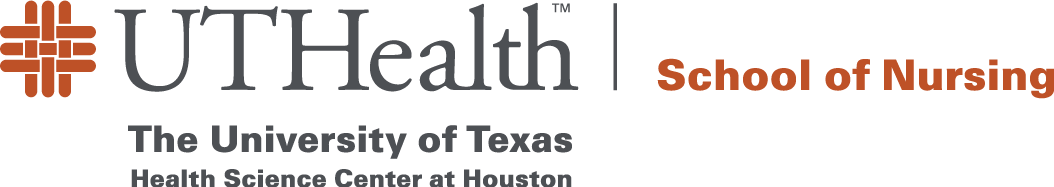 UTHealth™
School of Nursing
The University of Texas
Health Science Center at Houston